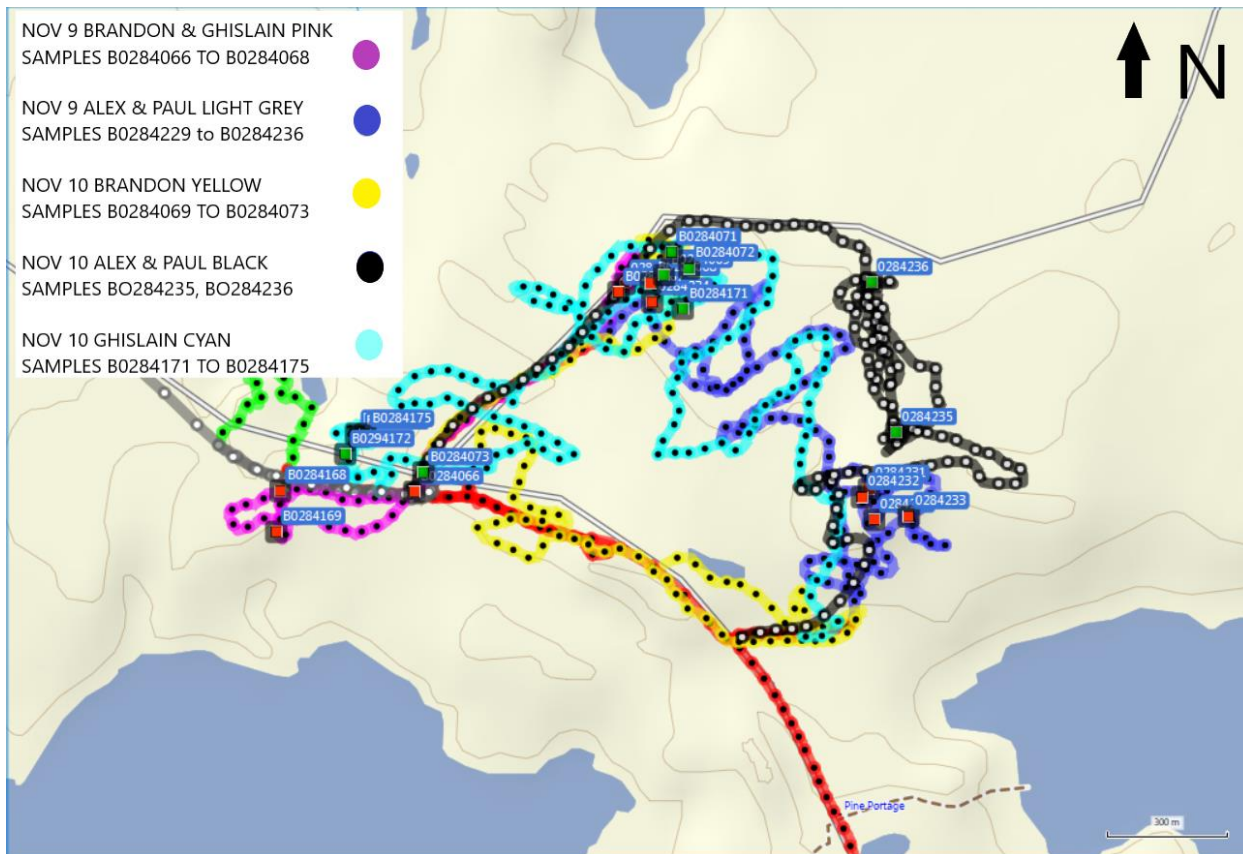 NOV 9 BRANDON & GHISLAIN PINK
SAMPLES B0284066 TO B0284068
NOV 9 ALEX & PAUL LIGHT GREY
SAMPLES B0284229 to B0284236
NOV 10 BRANDON YELLOW
SAMPLES B0284069 TO B0284073
NOV 10 ALEX & PAUL BLACK
SAMPLES BO284235, BO284236
NOV 10 GHISLAIN CYAN
SAMPLES B0284171 TO B0284175
N
B0284071
B0284072
0284236
B0284171
B0284175
B0294172
0284235
B0284073
B0284168
0284066
0284231
0284232
0284233
B0284169
Pine Portage
300 m